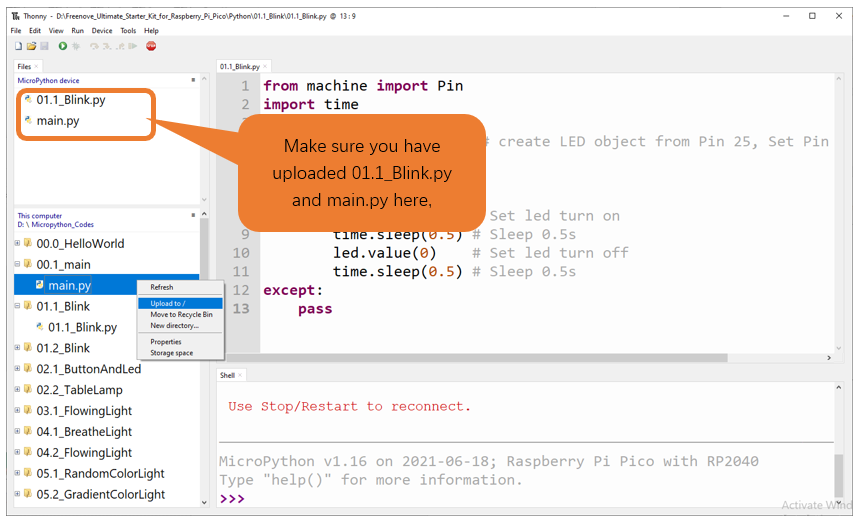 Thonny - D:\Freenove_Ultimate_Starter_Kit_for_Raspberry_Pi_Pico\Python\01.1_Blink\01.1_Blink.py @ 13 : 9
File Edit View Run Device Tools Help
STOP
Files
MicroPython device
01.1_Blink.py
main.py
This computer
D: \ Micropython_Codes
00.0_HelloWorld
00.1_main
main.py
01.1_Blink
01.1_Blink.py
01.2_Blink
02.1_ButtonAndLed
02.2_TableLamp
03.1_FlowingLight
04.1_BreatheLight
04.2_FlowingLight
05.1_RandomColorLight
05.2_GradientColorLight
Refresh
Upload to /
Move to Recycle Bin
New directory...
Properties
Storage space
01.1_Blink.py
1 from machine import Pin
2 import time
# create LED object from Pin 25, Set Pin
Set led turn on
9 time.sleep(0.5) # Sleep 0.5s
10 led.value(0) # Set led turn off
11 time.sleep(0.5) # Sleep 0.5s
12 except:
13 pass
Make sure you have
uploaded 01.1_Blink.py
and main.py here,
Shell
Use Stop/Restart to reconnect.
MicroPython v1.16 on 2021-06-18; Raspberry Pi Pico with RP2040
Type "help()" for more information.
>>>
Activate Wind